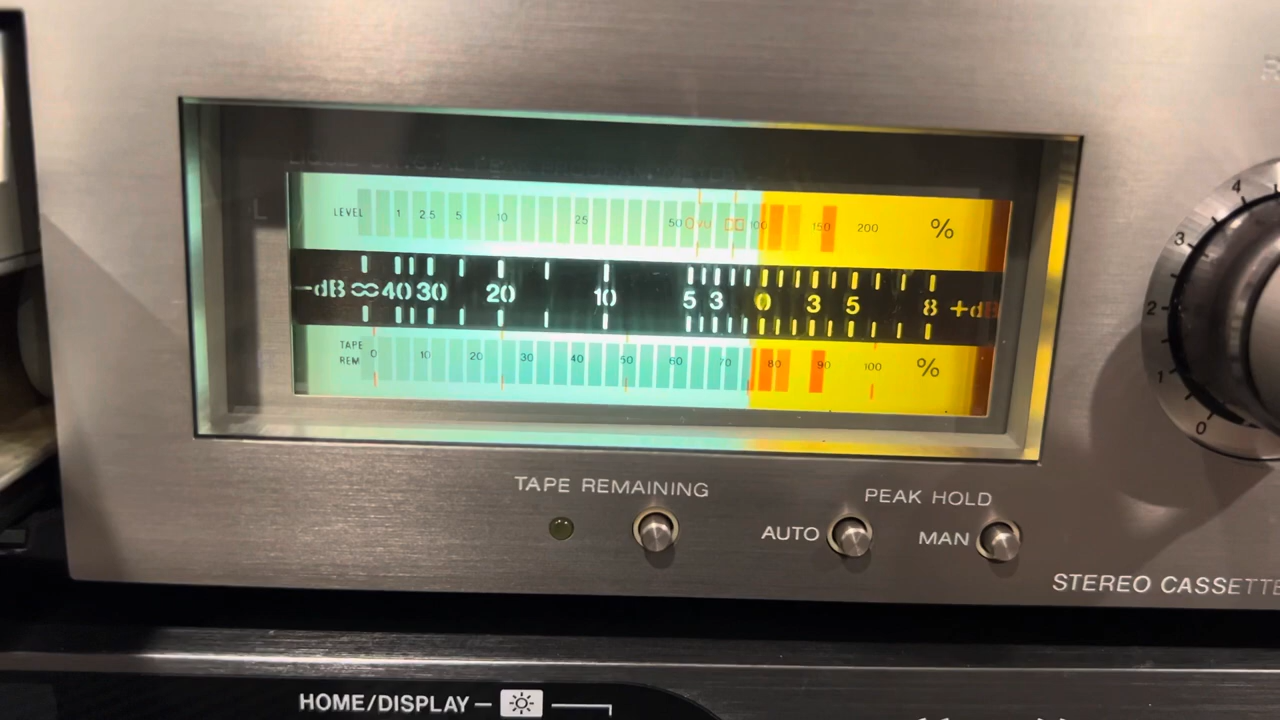 LEVEL 1 2.5 5 10 25 50 0VU 100 150 200 %
-dB ∞ 40 30 20 10 5 3 0 3 5 8 +dB
TAPE
REM 0 10 20 30 40 50 60 70 80 90 100 %
TAPE REMAINING
PEAK HOLD
AUTO
MAN
4
3
2
1
0
STEREO CASSETTE
HOME/DISPLAY